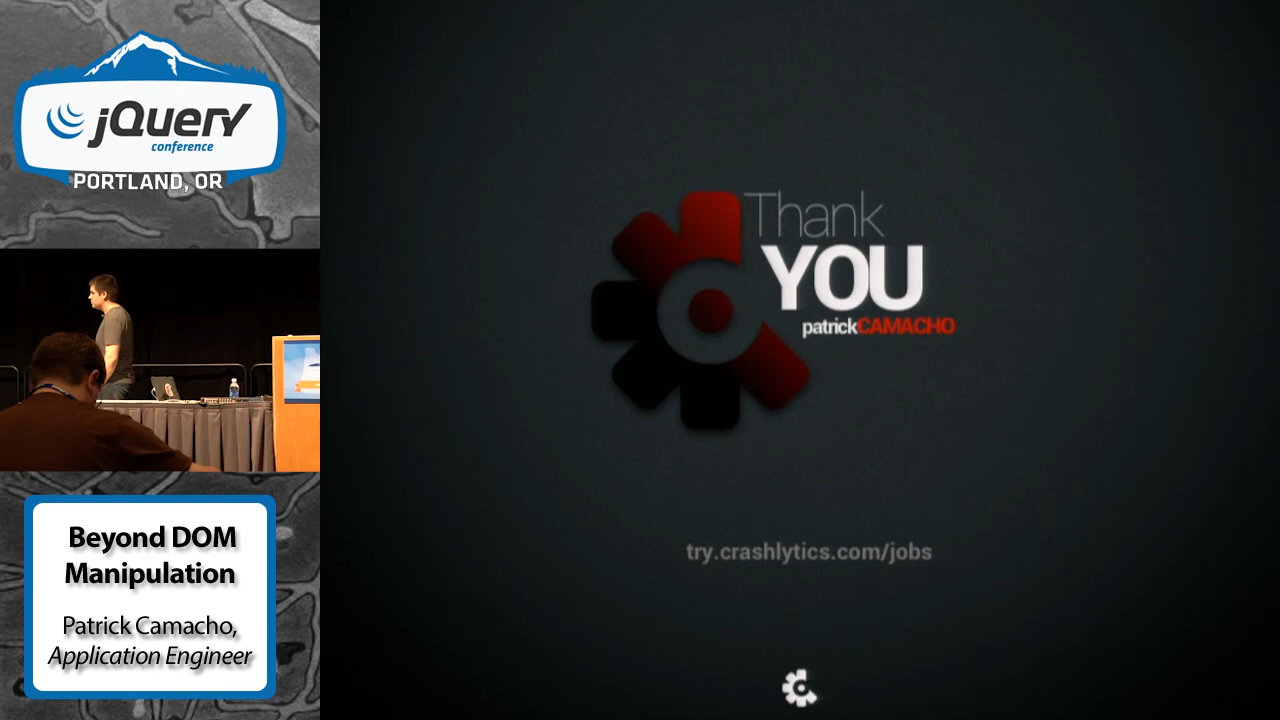 jQuery
conference
PORTLAND, OR
Thank
YOU
patrickCAMACHO
try.crashlytics.com/jobs
Beyond DOM
Manipulation
Patrick Camacho,
Application Engineer